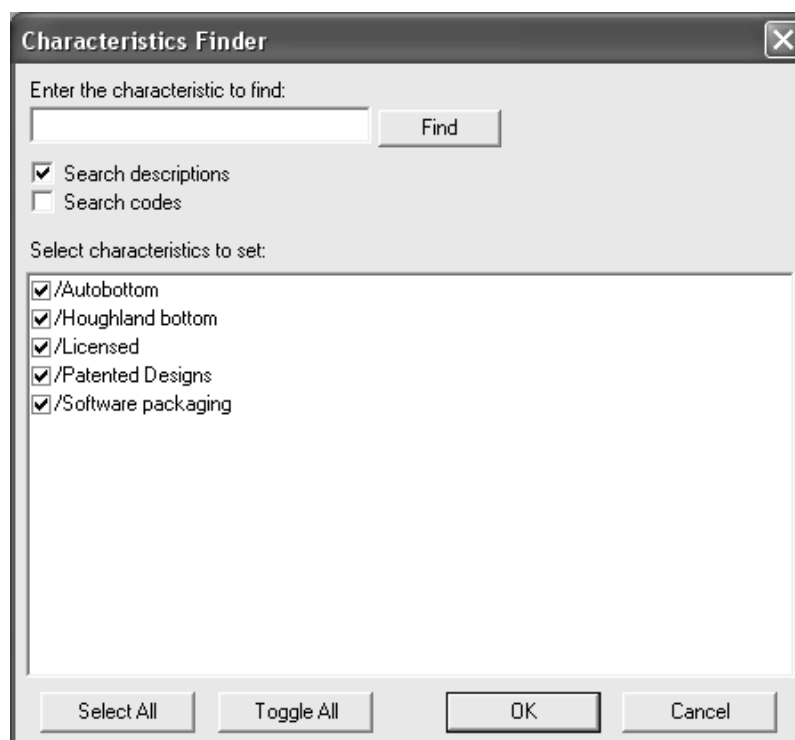 Characteristics Finder
Enter the characteristic to find:
Find
Search descriptions
Search codes
Select characteristics to set:
/Autobottom
/Houghland bottom
/Licensed
/Patented Designs
/Software packaging
Select All Toggle All OK Cancel